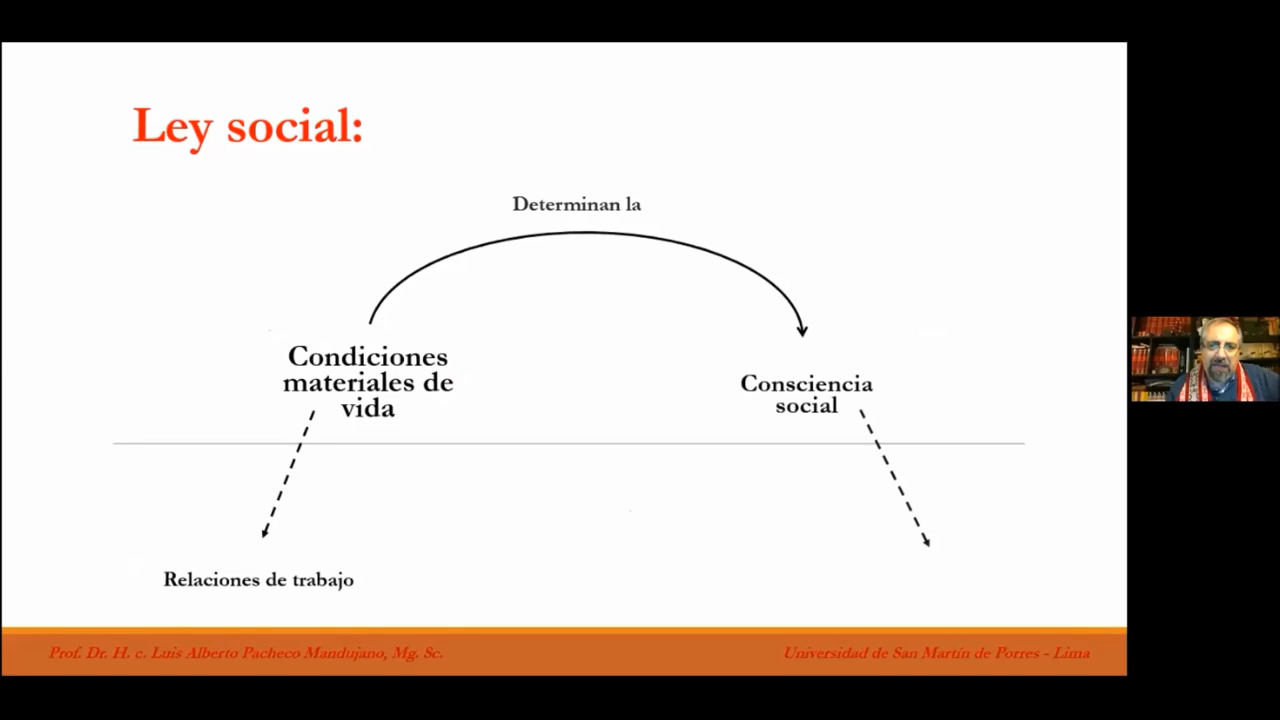 Ley social:
Determinan la
Condiciones
materiales de
vida
Consciencia
social
Relaciones de trabajo
Prof. Dr. H. c. Luis Alberto Pacheco Mandujano, Mg. Sc.
Universidad de San Martín de Porres - Lima